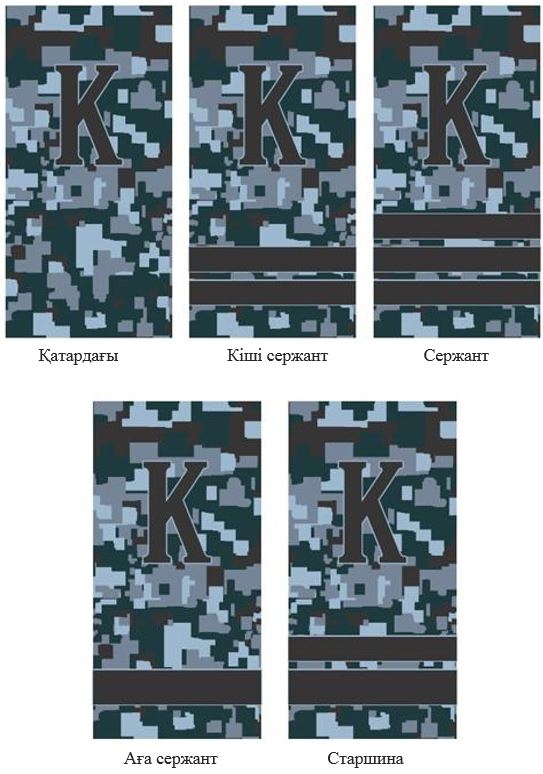 К К К
Қатардағы Кіші сержант Сержант
К К
Аға сержант Старшина